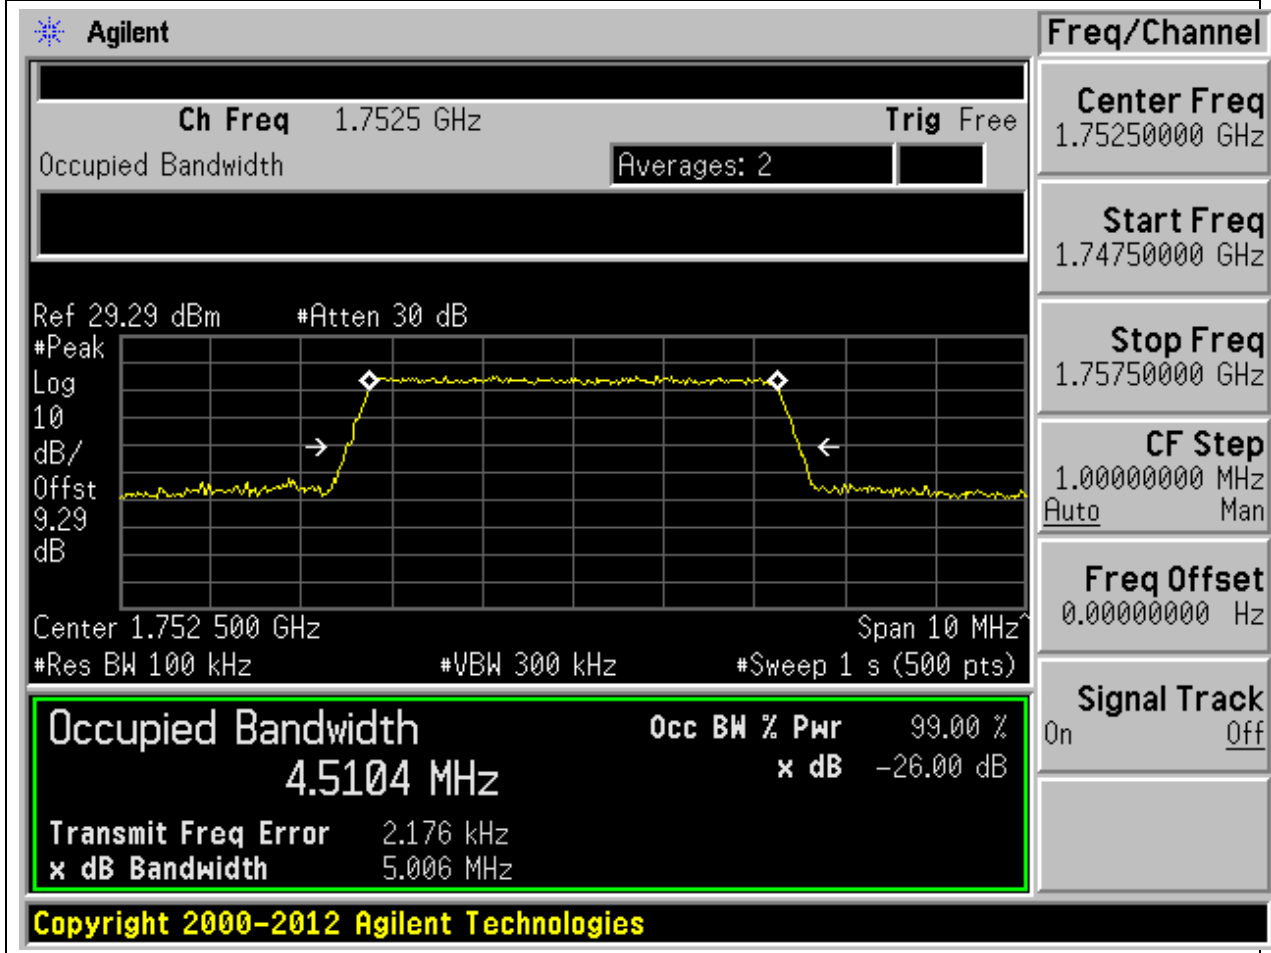 Agilent
Freq/Channel
Ch Freq 1.7525 GHz
Trig Free
Occupied Bandwidth
Averages: 2
Ref 29.29 dBm #Atten 30 dB
#Peak
Log
10
dB/
Offst
9.29
dB
Center 1.752 500 GHz
Span 10 MHz^
#Res BW 100 kHz
#VBW 300 kHz
#Sweep 1 s (500 pts)
Occupied Bandwidth
4.5104 MHz
Occ BW % Pwr 99.00 %
x dB -26.00 dB
Transmit Freq Error 2.176 kHz
x dB Bandwidth 5.006 MHz
Copyright 2000-2012 Agilent Technologies
Center Freq
1.75250000 GHz
Start Freq
1.74750000 GHz
Stop Freq
1.75750000 GHz
CF Step
1.00000000 MHz
Auto Man
Freq Offset
0.00000000 Hz
Signal Track
On Off